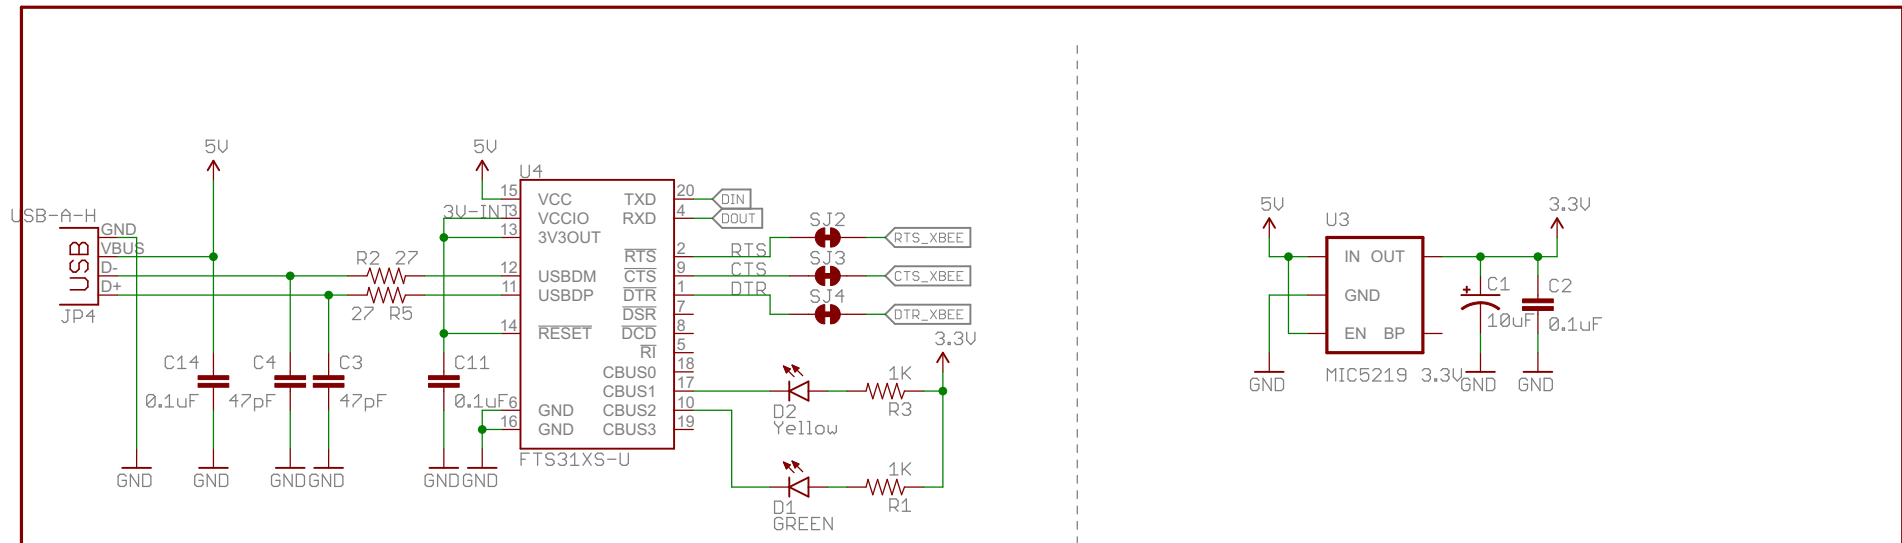 5V
5V
U4
USB-A-H
GND
VBUS
D-
D+
USB
JP4
R2 27
27 R5
3V-INT
15 VCC
3 VCCIO
13 3V3OUT
12 USBDM
11 USBDP
14 RESET
6 GND
16 GND
TXD 20
RXD 4
RTS 2
CTS 9
DTR 1
DSR 7
DCD 8
RI 5
CBUS0 18
CBUS1 17
CBUS2 10
CBUS3 19
FTS31XS-U
DIN
DOUT
RTS
CTS
DTR
SJ2
SJ3
SJ4
RTS_XBEE
CTS_XBEE
DTR_XBEE
C14
0.1uF
C4
47pF
C3
47pF
C11
0.1uF
GND
GND
GND
GND
GND
GND
3.3V
D2
Yellow
1K
R3
D1
GREEN
1K
R1
5V
U3
3.3V
IN OUT
GND
EN BP
MIC5219 3.3V
C1
10uF
C2
0.1uF
GND
GND
GND